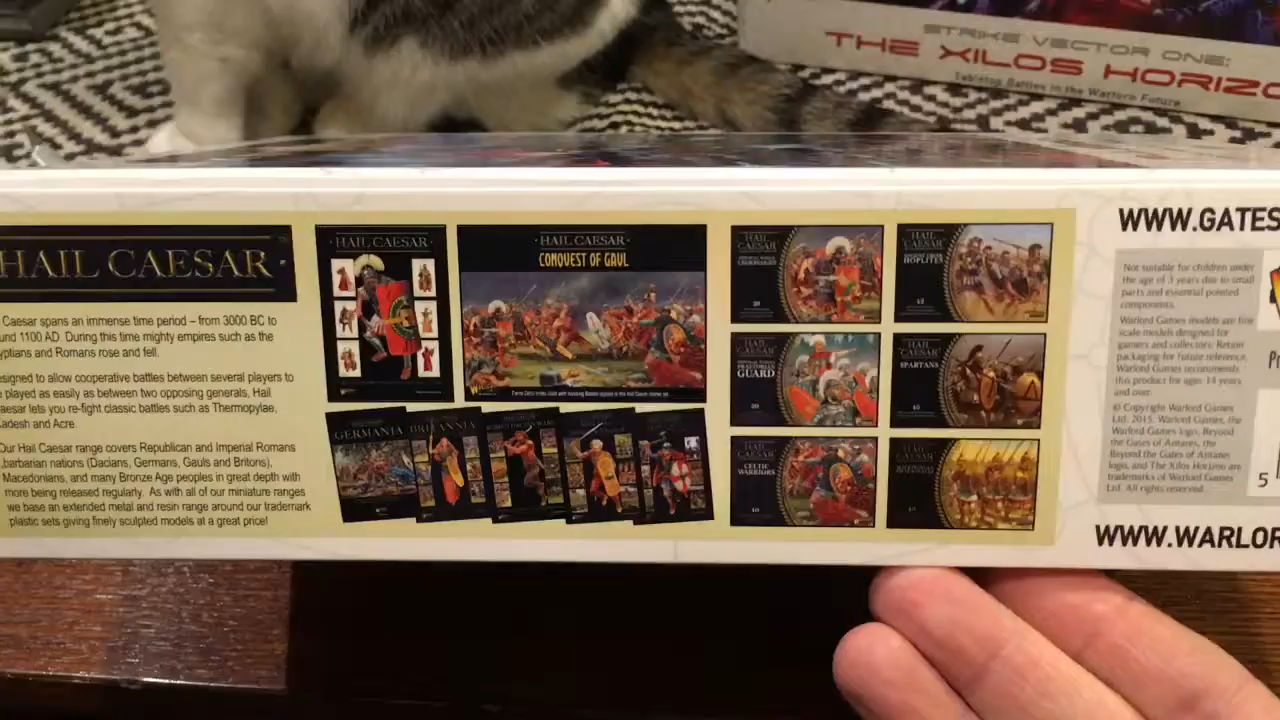 STRIKE VECTOR ONE:
THE XILOS HORIZO
Tabletop Battles in the Warlorn Future
HAIL CAESAR
Caesar spans an immense time period – from 3000 BC to
und 1100 AD. During this time mighty empires such as the
yptians and Romans rose and fell.
esigned to allow cooperative battles between several players to
played as easily as between two opposing generals, Hail
aesar lets you re-fight classic battles such as Thermopylae,
adesh and Acre.
Our Hail Caesar range covers Republican and Imperial Romans
barbarian nations (Dacians, Germans, Gauls and Britons),
Macedonians, and many Bronze Age peoples in great depth with
more being released regularly. As with all of our miniature ranges
we base an extended metal and resin range around our trademark
plastic sets giving finely sculpted models at a great price!
HAIL CAESAR
HAIL CAESAR
CONQUEST OF GAUL
GERMANIA
BRITANNIA
HAIL
CAESAR
20
HAIL
CAESAR
HOPLITES
HAIL
CAESAR
PRAETORIAN
GUARD
20
HAIL
CAESAR
SPARTANS
40
HAIL
CAESAR
CELTIC
WARRIORS
40
HAIL
CAESAR
WWW.GATES
Not suitable for children under
the age of 3 years due to small
parts and essential pointed
components.
Warlord Games models are fine
scale models designed for
gamers and collectors. Retain
packaging for future reference.
Warlord Games recommends
this product for ages 14 years
and over.
© Copyright Warlord Games
Ltd. 2015. Warlord Games, the
Warlord Games logo, Beyond
the Gates of Antares, the
Beyond the Gates of Antares
logo, and The Xilos Horizon are
trademarks of Warlord Games
Ltd. All rights reserved
5
WWW.WARLOR